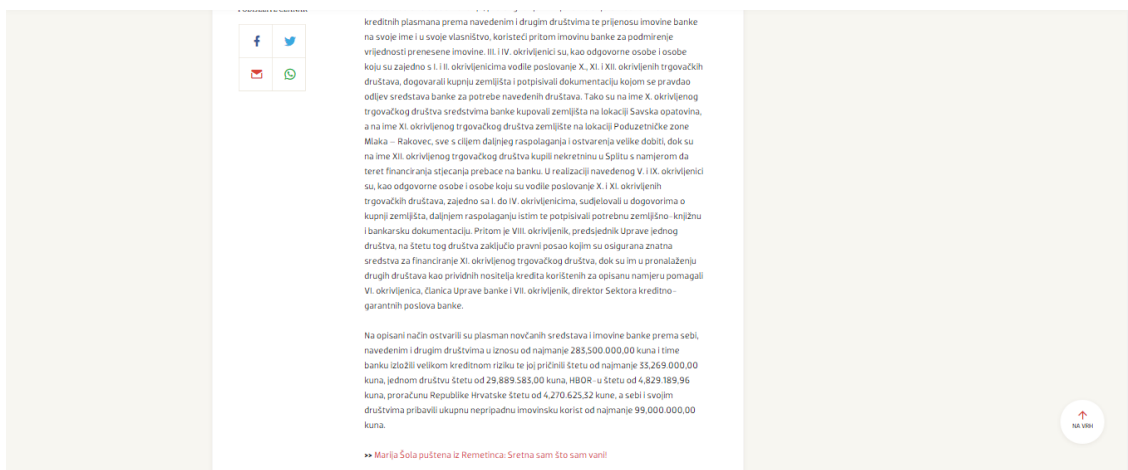 PODIJELITE ČLANAK
kreditnih plasmana prema navedenim i drugim društvima te prijenosu imovine banke
na svoje ime i u svoje vlasništvo, koristeći pritom imovinu banke za podmirenje
vrijednosti prenesene imovine. III. i IV. okrivljenici su, kao odgovorne osobe i osobe
koju su zajedno s I. i II. okrivljenicima vodile poslovanje X., XI. i XII. okrivljenih trgovačkih
društava, dogovarali kupnju zemljišta i potpisivali dokumentaciju kojom se pravdao
odljev sredstava banke za potrebe navedenih društava. Tako su na ime X. okrivljenog
trgovačkog društva sredstvima banke kupovali zemljišta na lokaciji Savska opatovina,
a na ime XI. okrivljenog trgovačkog društva zemljište na lokaciji Poduzetničke zone
Mlaka – Rakovec, sve s ciljem daljnjeg raspolaganja i ostvarenja velike dobiti, dok su
na ime XII. okrivljenog trgovačkog društva kupili nekretninu u Splitu s namjerom da
teret financiranja stjecanja prebace na banku. U realizaciji navedenog V. i IX. okrivljenici
su, kao odgovorne osobe i osobe koju su vodile poslovanje X. i XI. okrivljenih
trgovačkih društava, zajedno sa I. do IV. okrivljenicima, sudjelovali u dogovorima o
kupnji zemljišta, daljnjem raspolaganju istim te potpisivali potrebnu zemljišno-knjižnu
i bankarsku dokumentaciju. Pritom je VIII. okrivljenik, predsjednik Uprave jednog
društva, na štetu tog društva zaključio pravni posao kojim su osigurana znatna
sredstva za financiranje XI. okrivljenog trgovačkog društva, dok su im u pronalaženju
drugih društava kao prividnih nositelja kredita korištenih za opisanu namjeru pomagali
VI. okrivljenica, članica Uprave banke i VII. okrivljenik, direktor Sektora kreditno-
garantnih poslova banke.
Na opisani način ostvarili su plasman novčanih sredstava i imovine banke prema sebi,
navedenim i drugim društvima u iznosu od najmanje 283,500.000,00 kuna i time
banku izložili velikom kreditnom riziku te joj pričinili štetu od najmanje 33,269.000,00
kuna, jednom društvu štetu od 29,889.583,00 kuna, HBOR-u štetu od 4,829.189,96
kuna, proračunu Republike Hrvatske štetu od 4,270.625,32 kune, a sebi i svojim
društvima pribavili ukupnu nepripadnu imovinsku korist od najmanje 99,000.000,00
kuna.
>> Marija Šola puštena iz Remetinca: Sretna sam što sam vani!
NA VRH